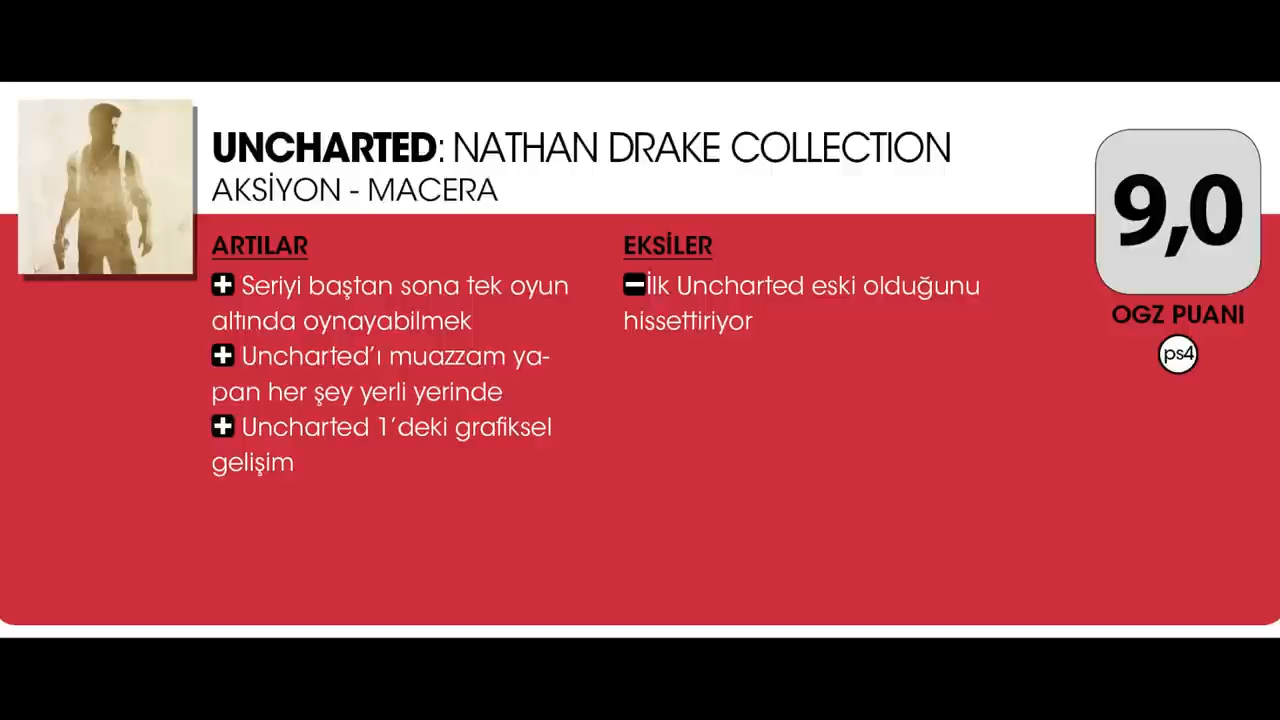 UNCHARTED: NATHAN DRAKE COLLECTION
AKSİYON - MACERA
9,0
OGZ PUANI
ps4
ARTILAR
+ Seriyi baştan sona tek oyun
altında oynayabilmek
+ Uncharted’ı muazzam ya-
pan her şey yerli yerinde
+ Uncharted 1’deki grafiksel
gelişim
EKSİLER
−İlk Uncharted eski olduğunu
hissettiriyor